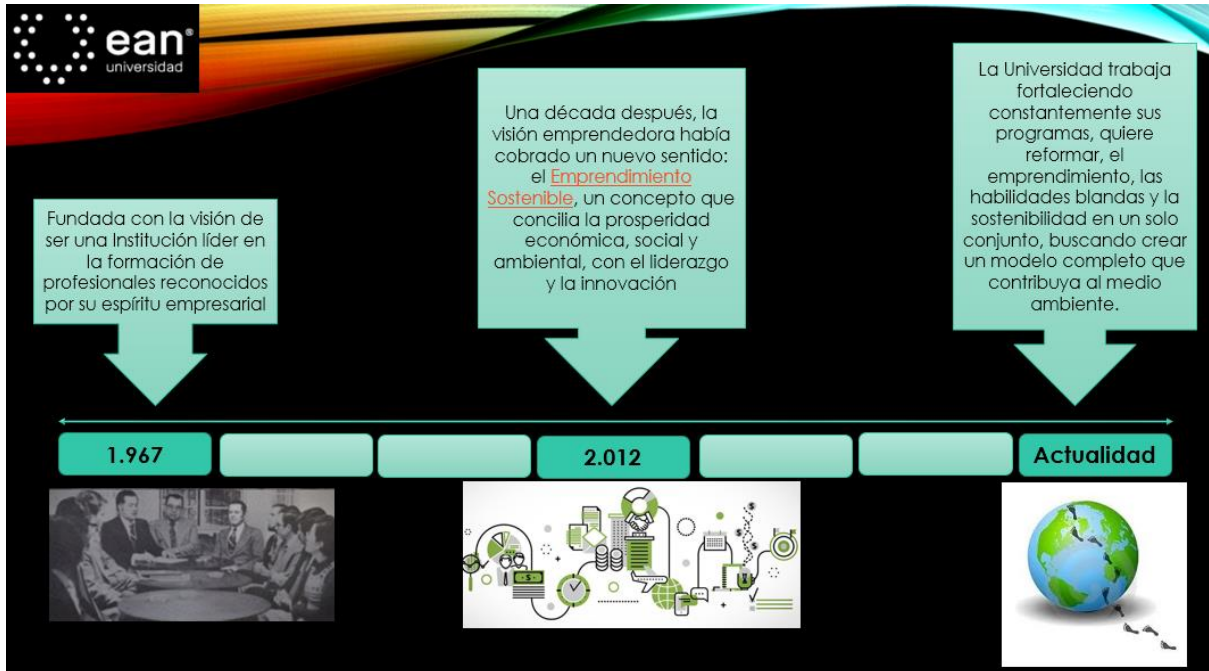 ean®
universidad
Fundada con la visión de
ser una Institución líder en
la formación de
profesionales reconocidos
por su espíritu empresarial
Una década después, la
visión emprendedora había
cobrado un nuevo sentido:
el Emprendimiento
Sostenible, un concepto que
concilia la prosperidad
económica, social y
ambiental, con el liderazgo
y la innovación
La Universidad trabaja
fortaleciendo
constantemente sus
programas, quiere
reformar, el
emprendimiento, las
habilidades blandas y la
sostenibilidad en un solo
conjunto, buscando crear
un modelo completo que
contribuya al medio
ambiente.
1.967
2.012
Actualidad